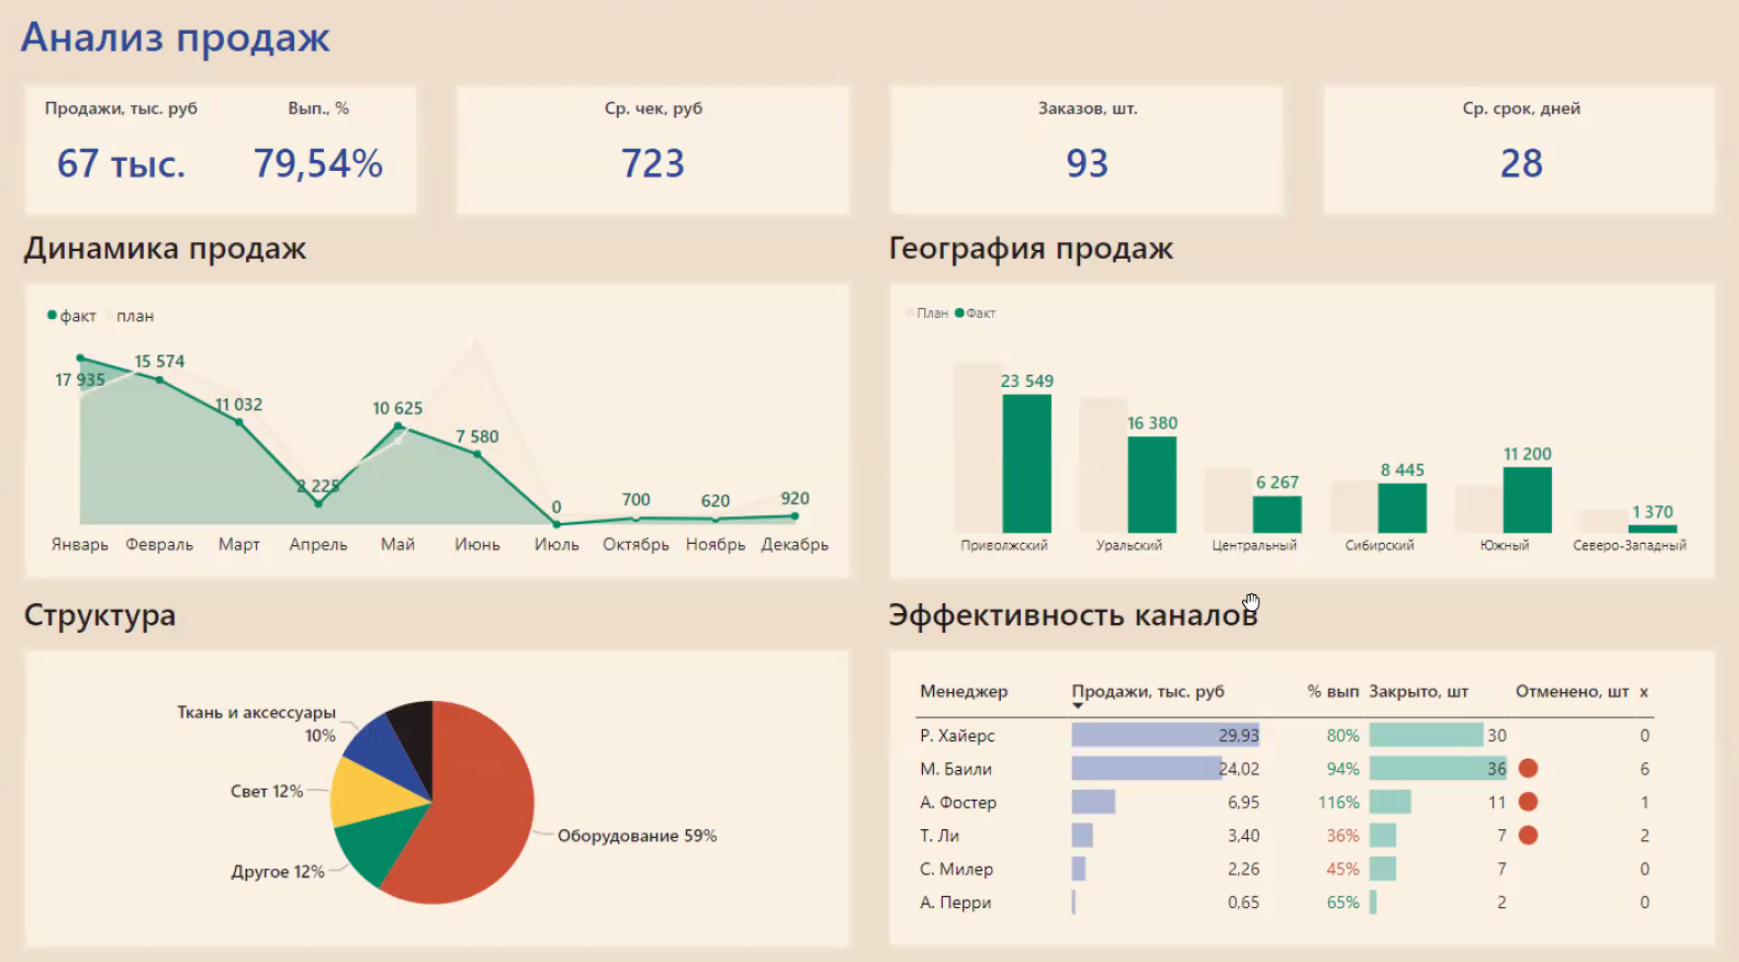 Анализ продаж
Продажи, тыс. руб
Вып., %
67 тыс.
79,54%
Ср. чек, руб
723
Заказов, шт.
93
Ср. срок, дней
28
Динамика продаж
факт план
17 935
15 574
11 032
2 225
10 625
7 580
0
700
620
920
Январь Февраль Март Апрель Май Июнь Июль Октябрь Ноябрь Декабрь
География продаж
План Факт
23 549
16 380
6 267
8 445
11 200
1 370
Приволжский Уральский Центральный Сибирский Южный Северо-Западный
Структура
Ткань и аксессуары
10%
Свет 12%
Другое 12%
Оборудование 59%
Эффективность каналов
Менеджер Продажи, тыс. руб % вып Закрыто, шт Отменено, шт x
Р. Хайерс 29,93 80% 30 0
М. Баили 24,02 94% 36 6
А. Фостер 6,95 116% 11 1
Т. Ли 3,40 36% 7 2
С. Милер 2,26 45% 7 0
А. Перри 0,65 65% 2 0